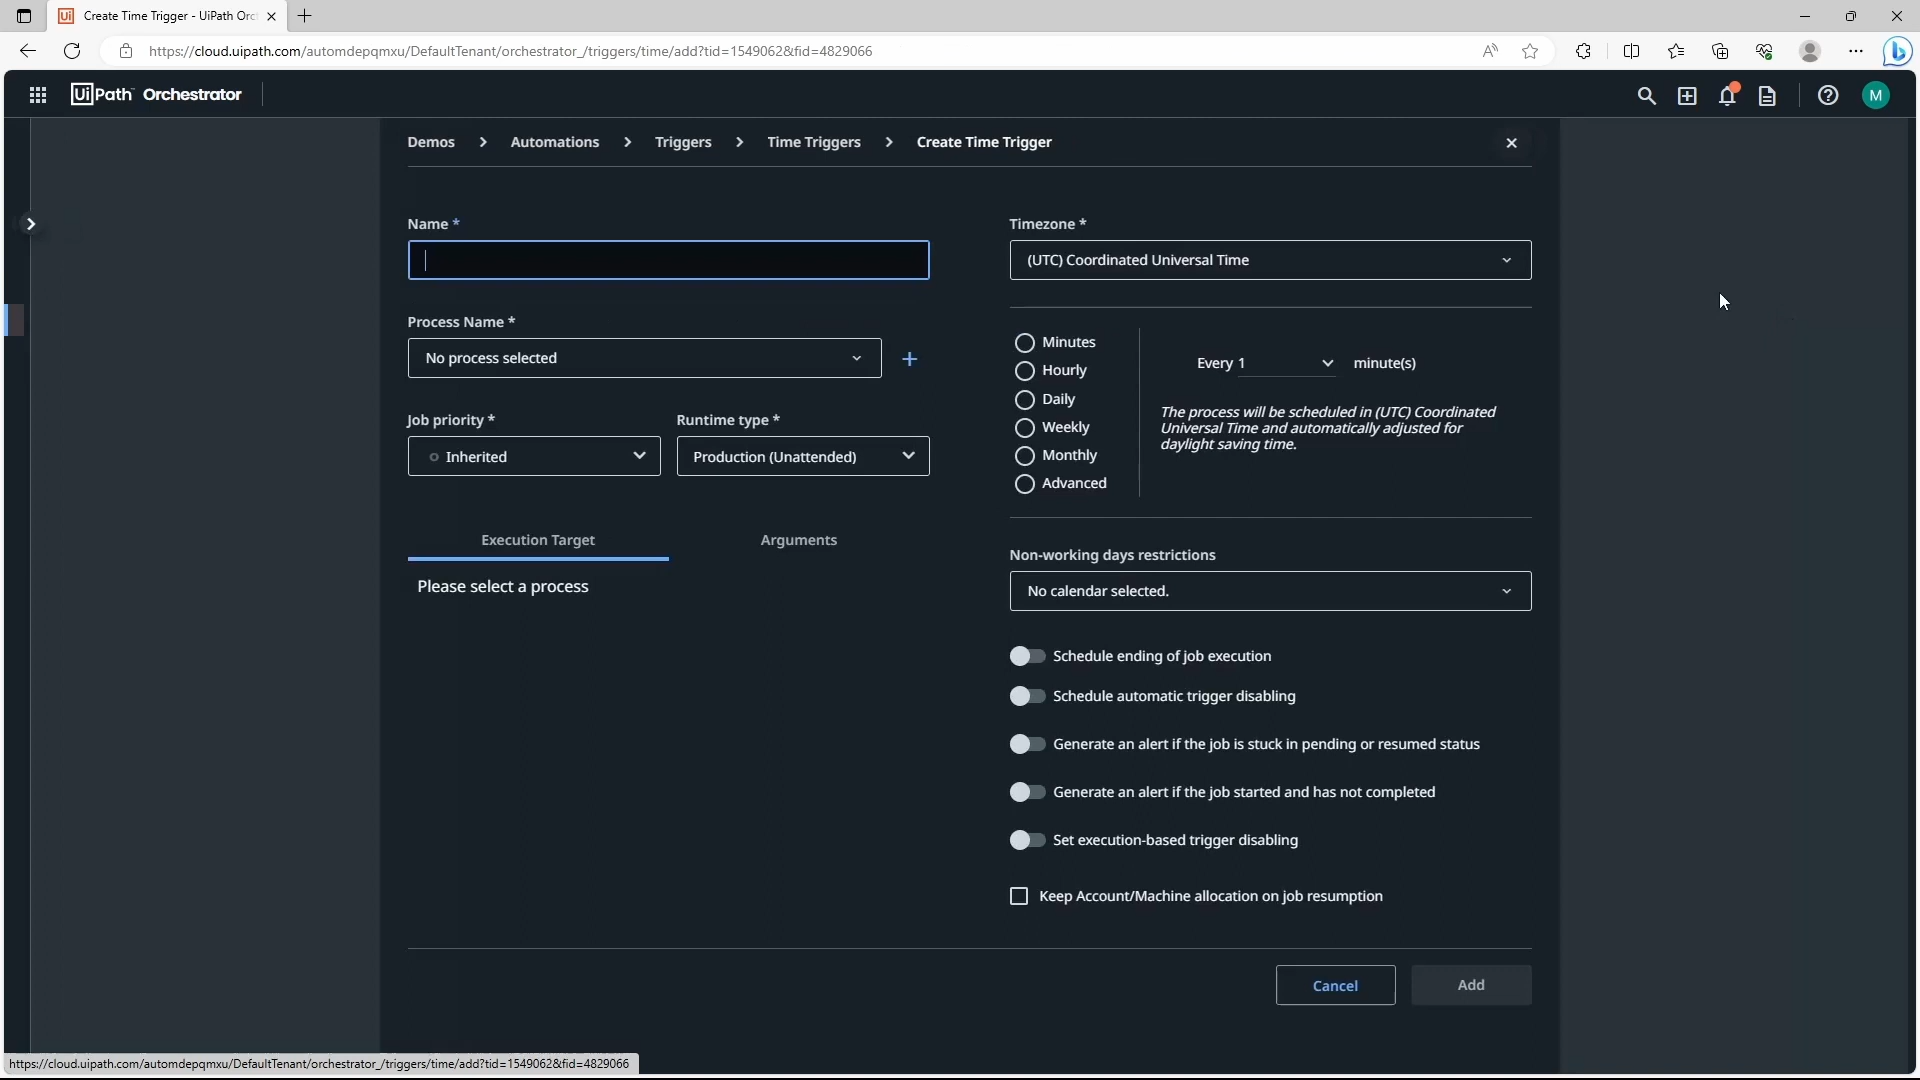 Create Time Trigger - UiPath Orc
https://cloud.uipath.com/automdepqmxu/DefaultTenant/orchestrator_/triggers/time/add?tid=1549062&fid=4829066
UiPath Orchestrator
M
Demos > Automations > Triggers > Time Triggers > Create Time Trigger
Name *
Timezone *
(UTC) Coordinated Universal Time
Process Name *
No process selected
Minutes
Hourly
Daily
Weekly
Monthly
Advanced
Every 1 minute(s)
The process will be scheduled in (UTC) Coordinated
Universal Time and automatically adjusted for
daylight saving time.
Job priority *
Runtime type *
Inherited
Production (Unattended)
Execution Target
Arguments
Please select a process
Non-working days restrictions
No calendar selected.
Schedule ending of job execution
Schedule automatic trigger disabling
Generate an alert if the job is stuck in pending or resumed status
Generate an alert if the job started and has not completed
Set execution-based trigger disabling
Keep Account/Machine allocation on job resumption
Cancel
Add
https://cloud.uipath.com/automdepqmxu/DefaultTenant/orchestrator_/triggers/time/add?tid=1549062&fid=4829066